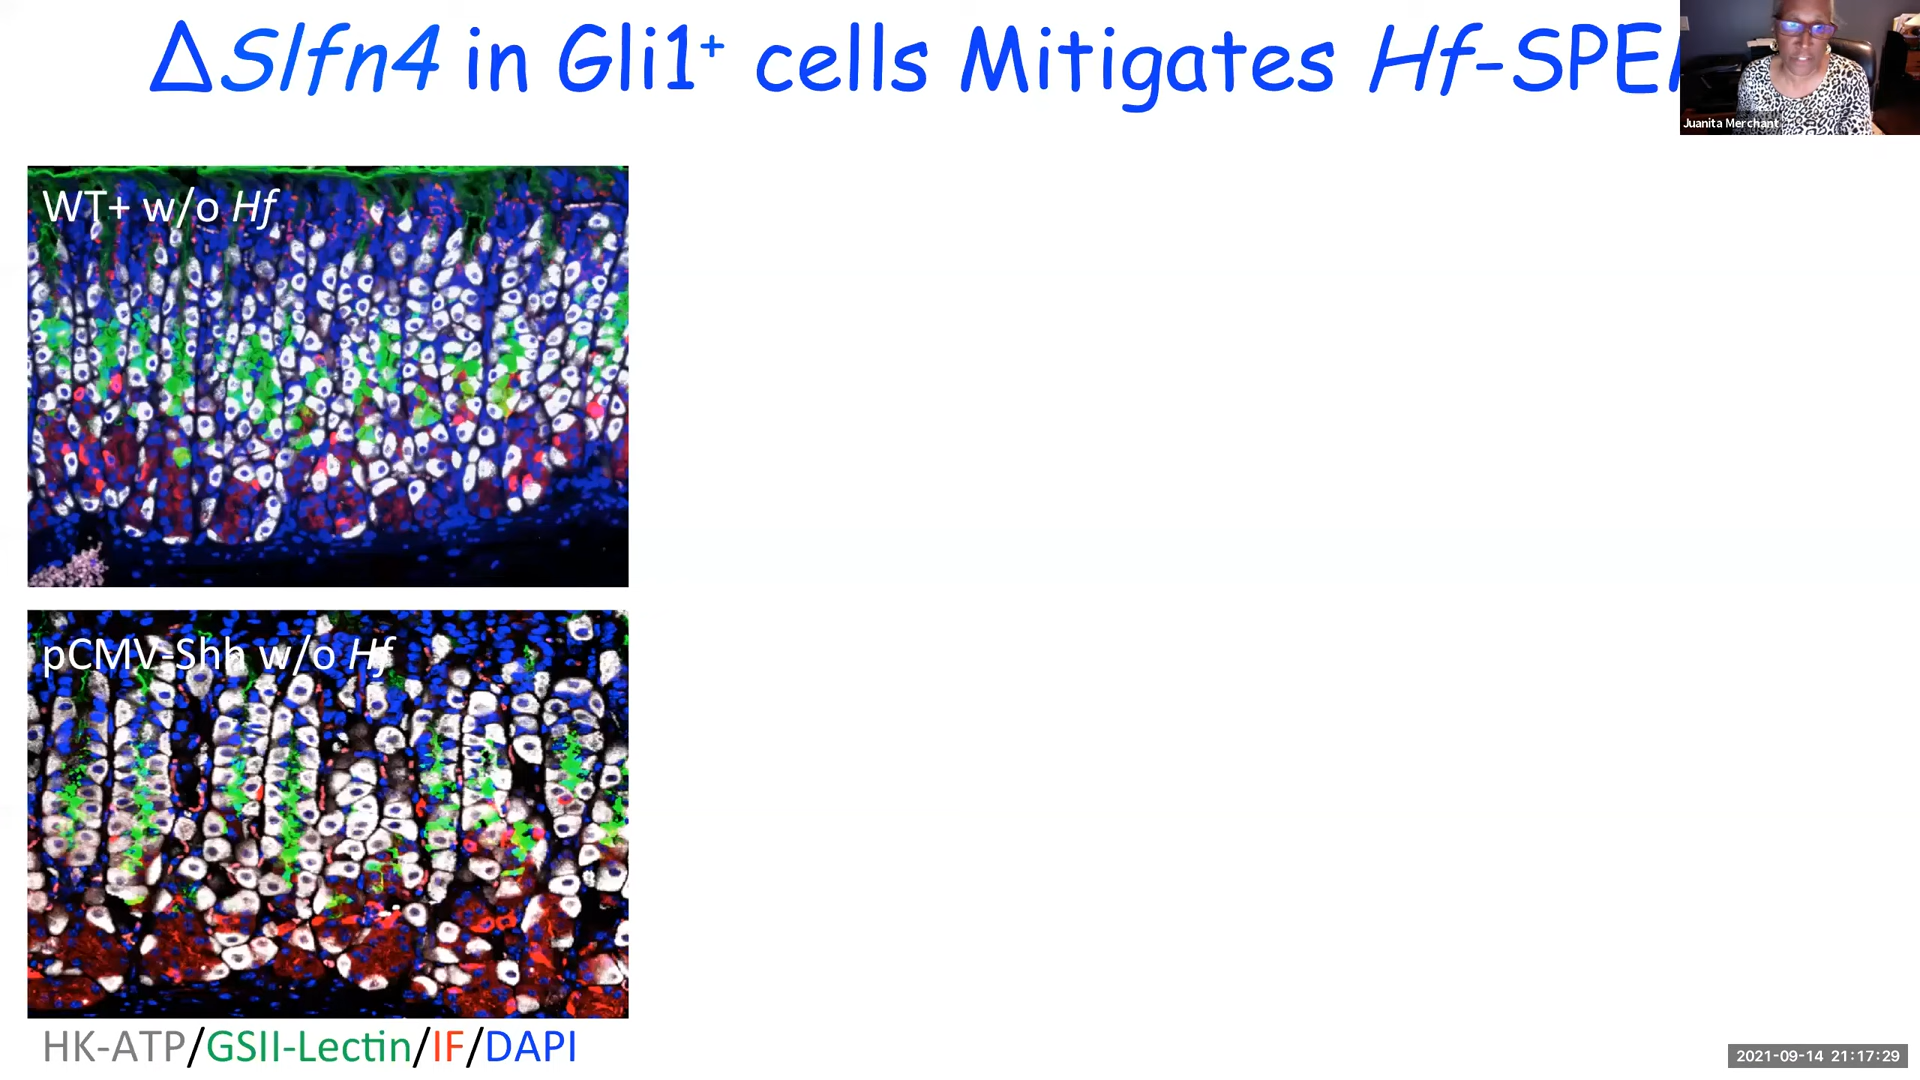 ΔSlfn4 in Gli1⁺ cells Mitigates Hf-SPE
Juanita Merchant
WT+ w/o Hf
pCMV-Shh w/o Hf
HK-ATP/GSII-Lectin/IF/DAPI
2021-09-14 21:17:29